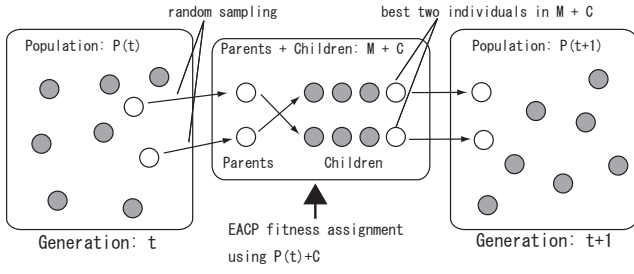 random sampling
best two individuals in M + C
Population: P(t)
Parents + Children: M + C
Population: P(t+1)
Parents
Children
Generation: t
EACP fitness assignment
using P(t)+C
Generation: t+1